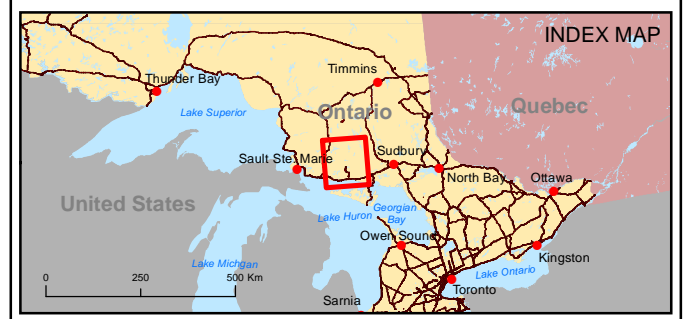 INDEX MAP
Timmins
Thunder Bay
Ontario
Quebec
Lake Superior
Sudbury
Sault Ste. Marie
North Bay
Ottawa
United States
Georgian
Bay
Lake Huron
Owen Sound
Kingston
Lake Michgan
Lake Ontario
0 250 500 Km
Toronto
Sarnia